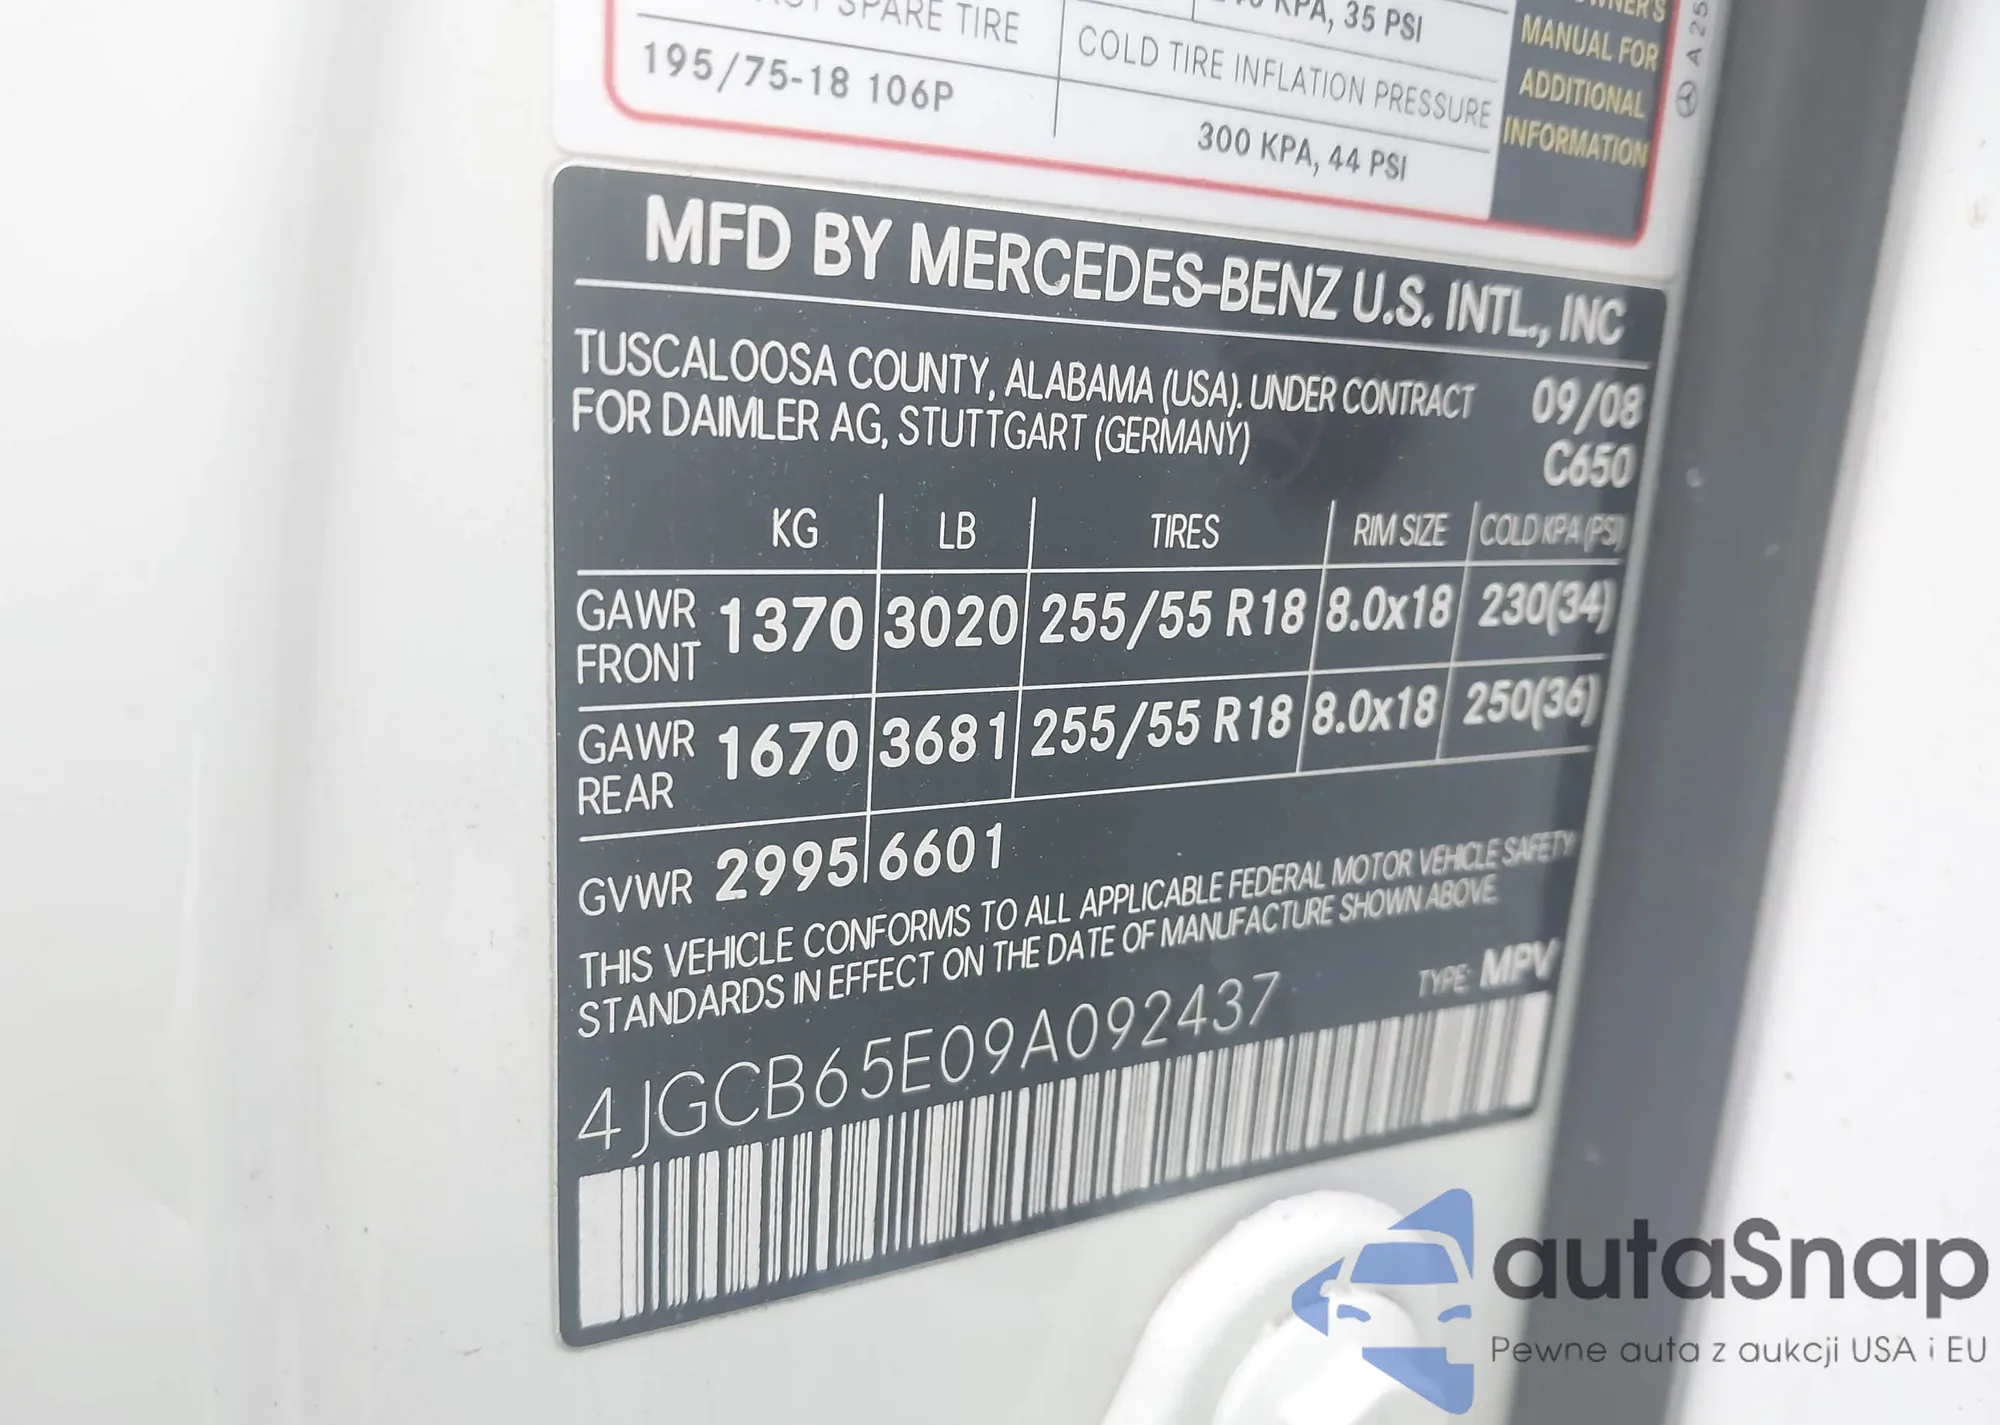 SPARE TIRE
KPA, 35 PSI
MANUAL FOR
ADDITIONAL
INFORMATION
195/75-18 106P
COLD TIRE INFLATION PRESSURE
300 KPA, 44 PSI
A 25
MFD BY MERCEDES-BENZ U.S. INTL., INC
TUSCALOOSA COUNTY, ALABAMA (USA). UNDER CONTRACT 09/08
FOR DAIMLER AG, STUTTGART (GERMANY) C650
KG LB TIRES RIM SIZE COLD KPA (PSI)
GAWR FRONT 1370 3020 255/55 R18 8.0x18 230(34)
GAWR REAR 1670 3681 255/55 R18 8.0x18 250(36)
GVWR 2995 6601
THIS VEHICLE CONFORMS TO ALL APPLICABLE FEDERAL MOTOR VEHICLE SAFETY
STANDARDS IN EFFECT ON THE DATE OF MANUFACTURE SHOWN ABOVE.
TYPE: MPV
4JGCB65E09A092437
autaSnap
Pewne auta z aukcji USA i EU